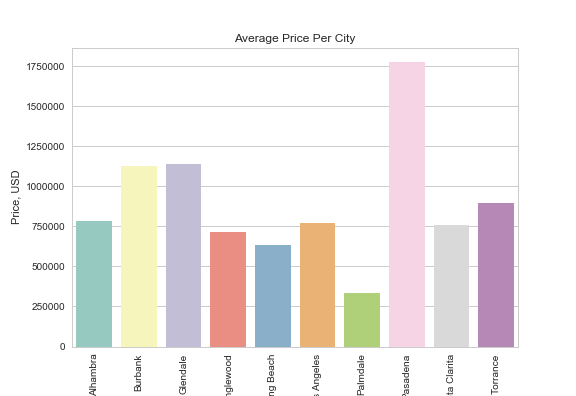 Average Price Per City
Price, USD
1750000
1500000
1250000
1000000
750000
500000
250000
0
Alhambra
Burbank
Glendale
nglewood
ng Beach
s Angeles
Palmdale
Pasadena
ta Clarita
Torrance